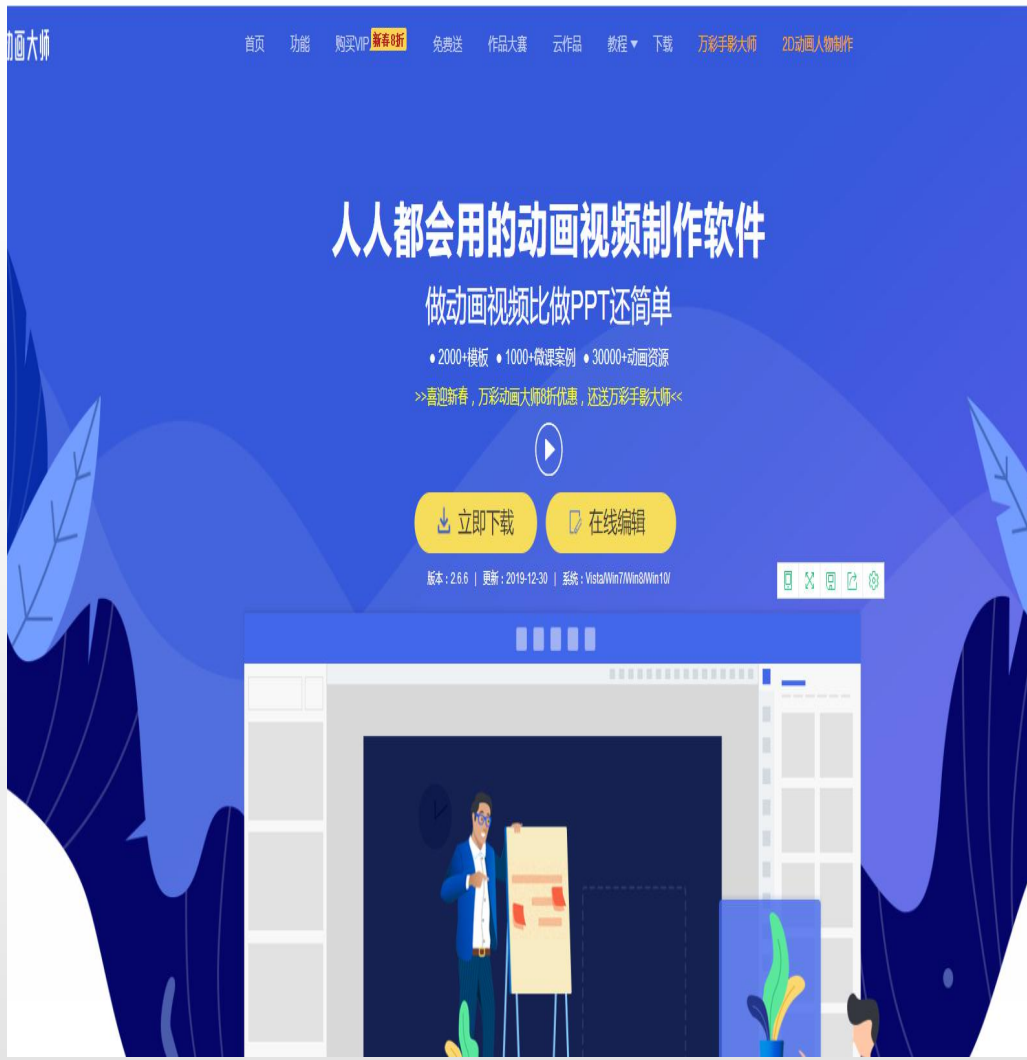 动画大师
首页 功能 购买VIP 新春8折 免费送 作品大赛 云作品 教程▼ 下载 万彩手影大师 2D动画人物制作
人人都会用的动画视频制作软件
做动画视频比做PPT还简单
● 2000+模板 ● 1000+微课案例 ● 30000+动画资源
>>喜迎新春，万彩动画大师8折优惠，还送万彩手影大师<<
立即下载 在线编辑
版本：2.6.6 | 更新：2019-12-30 | 系统：Vista/Win7/Win8/Win10/